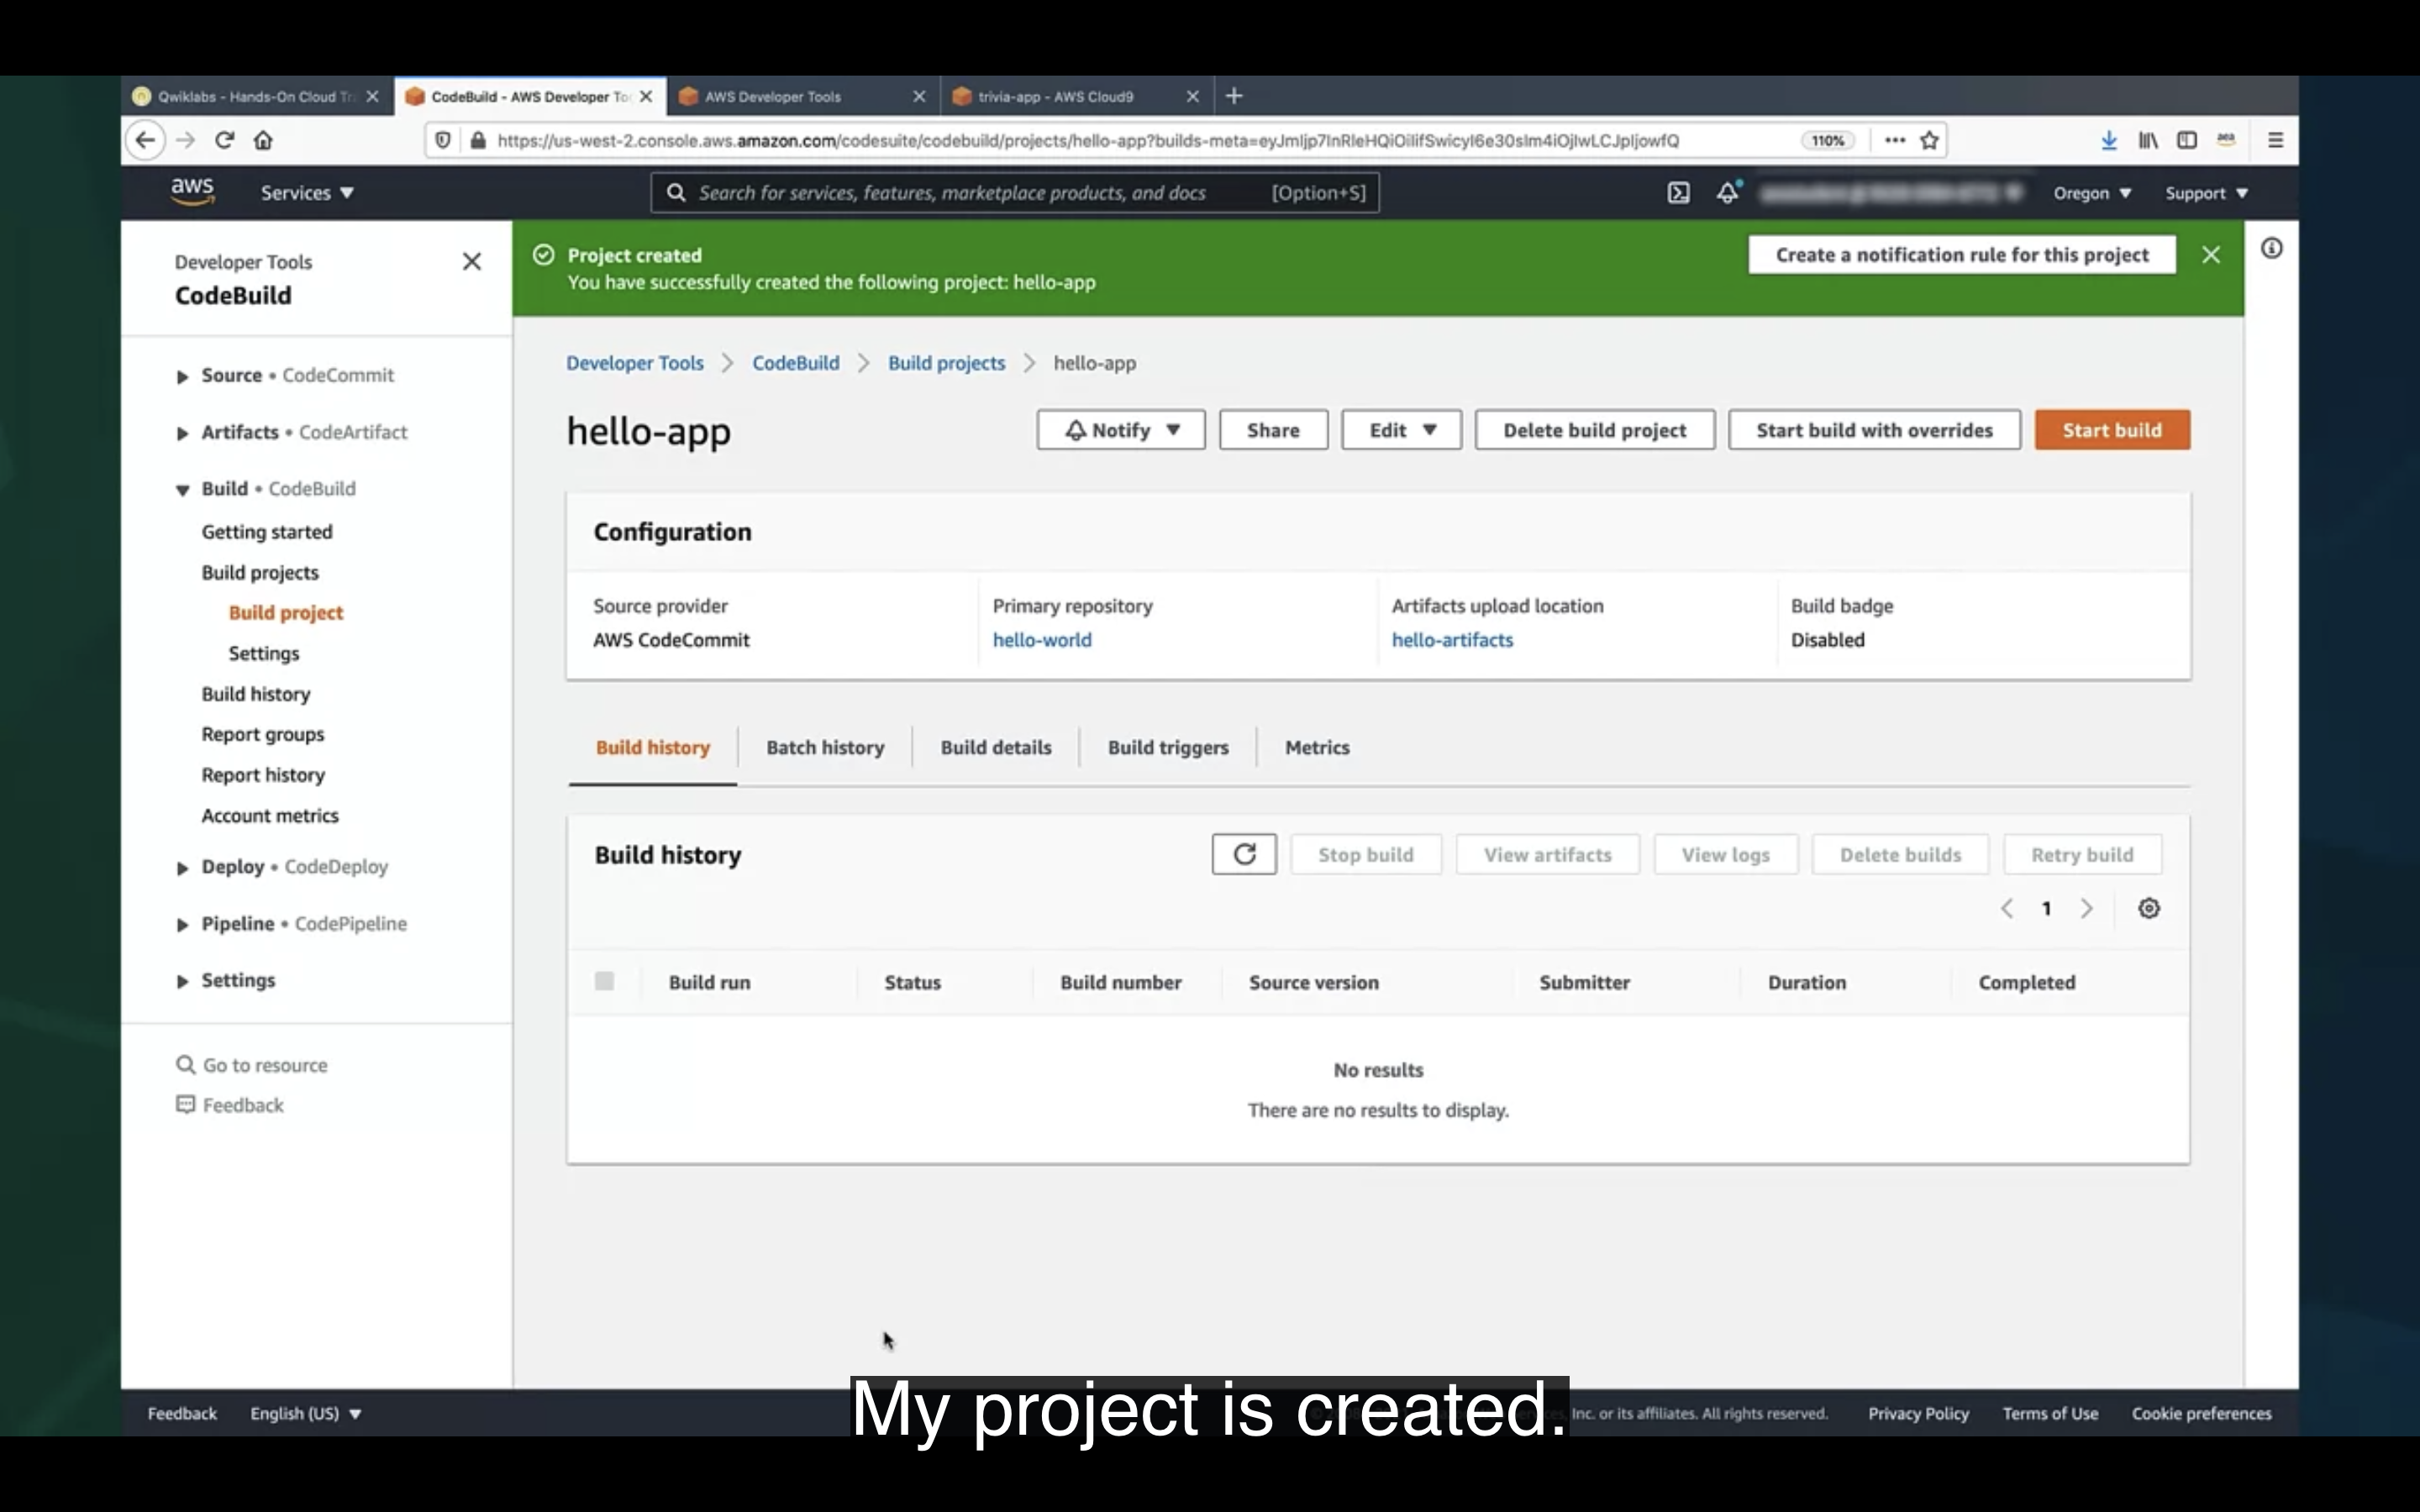 Qwiklabs - Hands-On Cloud Tr
CodeBuild - AWS Developer To
AWS Developer Tools
trivia-app - AWS Cloud9
https://us-west-2.console.aws.amazon.com/codesuite/codebuild/projects/hello-app?builds-meta=
110%
aws
Services
Search for services, features, marketplace products, and docs
[Option+S]
Oregon
Support
Developer Tools
CodeBuild
Project created
You have successfully created the following project: hello-app
Create a notification rule for this project
Source • CodeCommit
Artifacts • CodeArtifact
Build • CodeBuild
Getting started
Build projects
Build project
Settings
Build history
Report groups
Report history
Account metrics
Deploy • CodeDeploy
Pipeline • CodePipeline
Settings
Go to resource
Feedback
Developer Tools
CodeBuild
Build projects
hello-app
hello-app
Notify
Share
Edit
Delete build project
Start build with overrides
Start build
Configuration
Source provider
AWS CodeCommit
Primary repository
hello-world
Artifacts upload location
hello-artifacts
Build badge
Disabled
Build history
Batch history
Build details
Build triggers
Metrics
Build history
Stop build
View artifacts
View logs
Delete builds
Retry build
1
Build run
Status
Build number
Source version
Submitter
Duration
Completed
No results
There are no results to display.
Feedback
English (US)
My project is created.
Inc. or its affiliates. All rights reserved.
Privacy Policy
Terms of Use
Cookie preferences